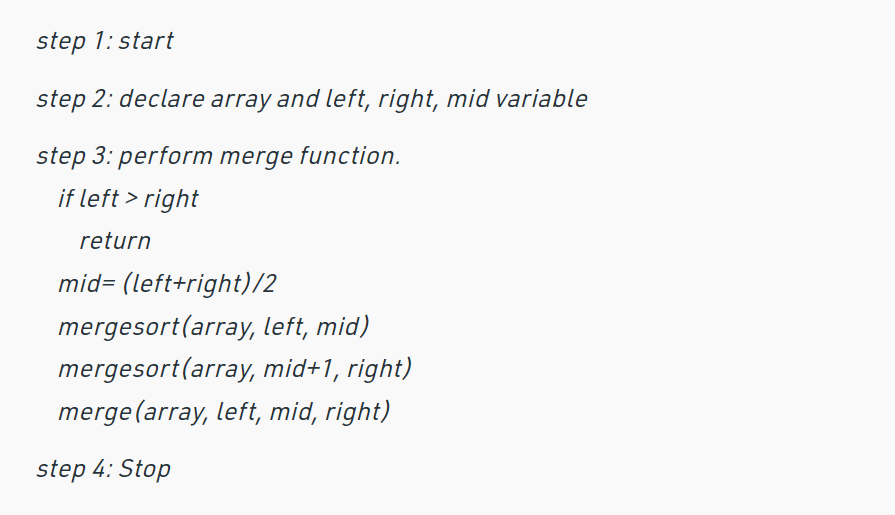 step 1: start
step 2: declare array and left, right, mid variable
step 3: perform merge function.
if left > right
return
mid= (left+right)/2
mergesort(array, left, mid)
mergesort(array, mid+1, right)
merge(array, left, mid, right)
step 4: Stop